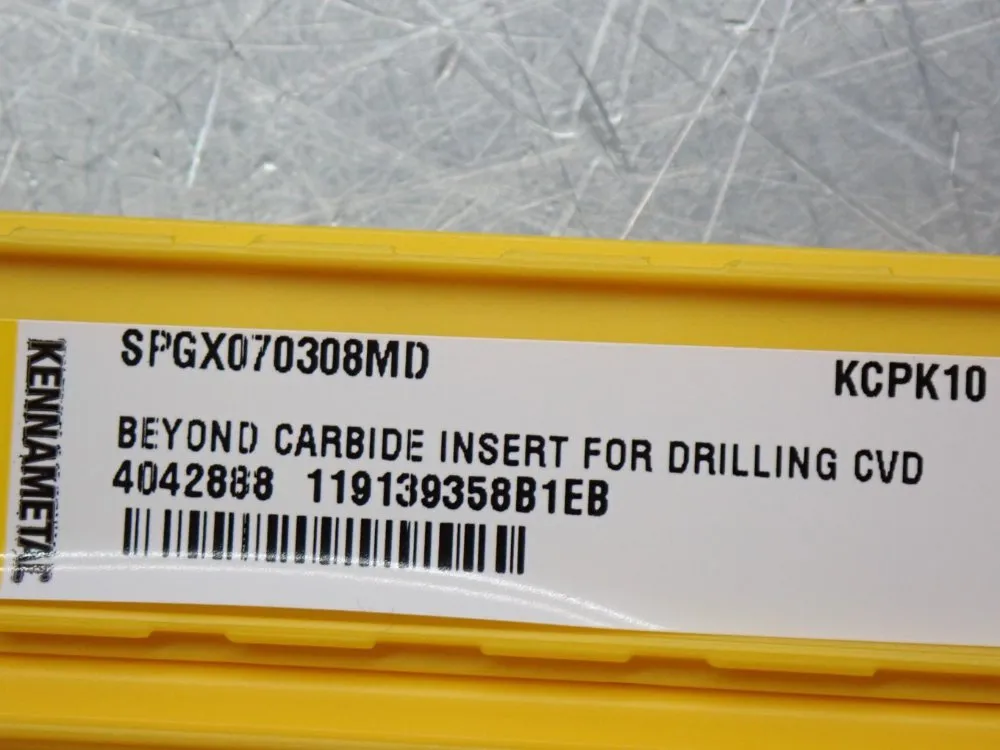 KENNAMETAL
SPGX070308MD
KCPK10
BEYOND CARBIDE INSERT FOR DRILLING CVD
4042888 119139358B1EB